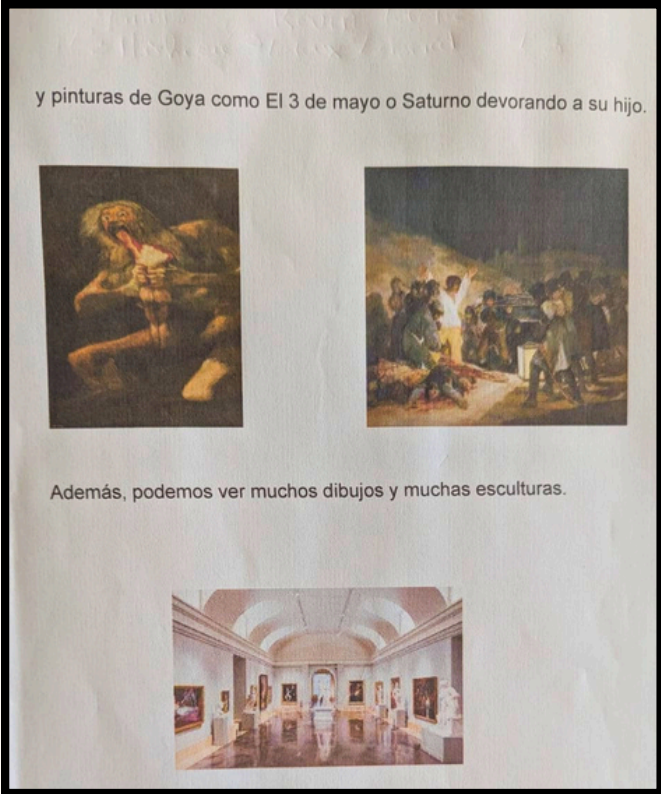 y pinturas de Goya como El 3 de mayo o Saturno devorando a su hijo.
Además, podemos ver muchos dibujos y muchas esculturas.